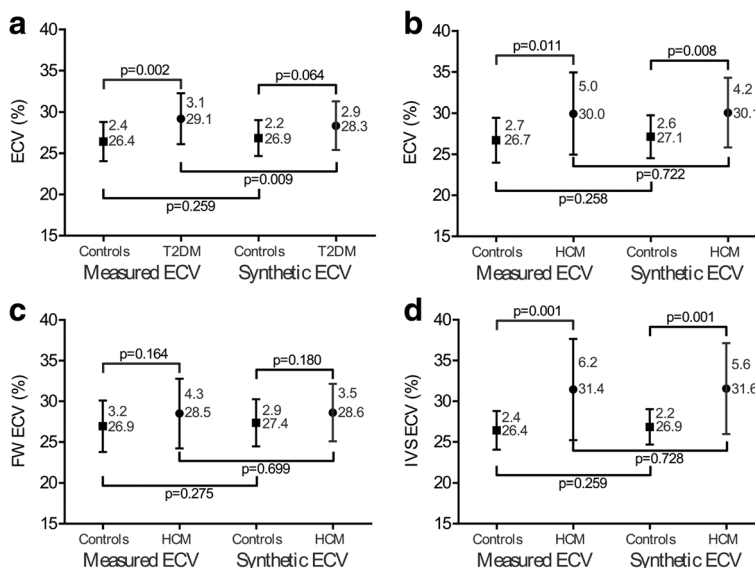 a
ECV (%)
40
35
30
25
20
15
p=0.002
p=0.064
2.4
26.4
3.1
29.1
2.2
26.9
2.9
28.3
p=0.009
p=0.259
Controls T2DM Controls T2DM
Measured ECV Synthetic ECV
b
ECV (%)
40
35
30
25
20
15
p=0.011
p=0.008
2.7
26.7
5.0
30.0
2.6
27.1
4.2
30.1
p=0.722
p=0.258
Controls HCM Controls HCM
Measured ECV Synthetic ECV
c
FW ECV (%)
40
35
30
25
20
15
p=0.164
p=0.180
3.2
26.9
4.3
28.5
2.9
27.4
3.5
28.6
p=0.699
p=0.275
Controls HCM Controls HCM
Measured ECV Synthetic ECV
d
IVS ECV (%)
40
35
30
25
20
15
p=0.001
p=0.001
2.4
26.4
6.2
31.4
2.2
26.9
5.6
31.6
p=0.728
p=0.259
Controls HCM Controls HCM
Measured ECV Synthetic ECV